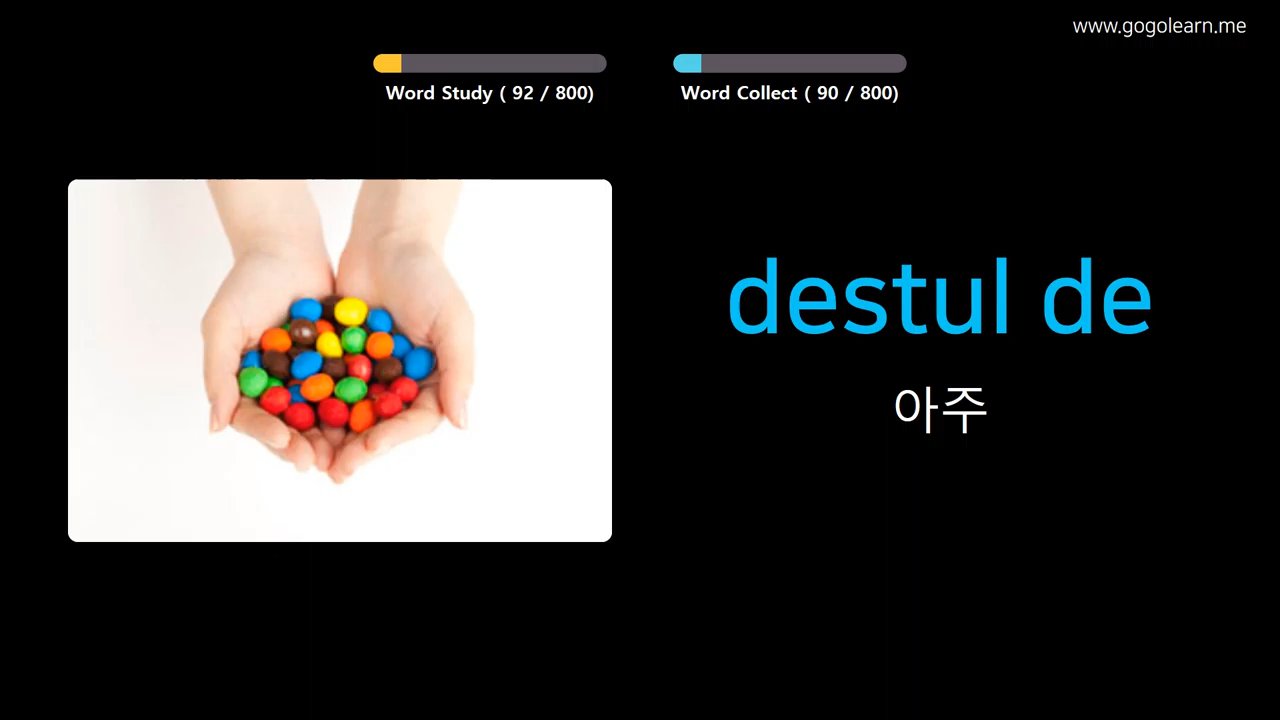 www.gogolearn.me
Word Study ( 92 / 800)
Word Collect ( 90 / 800)
destul de
아주